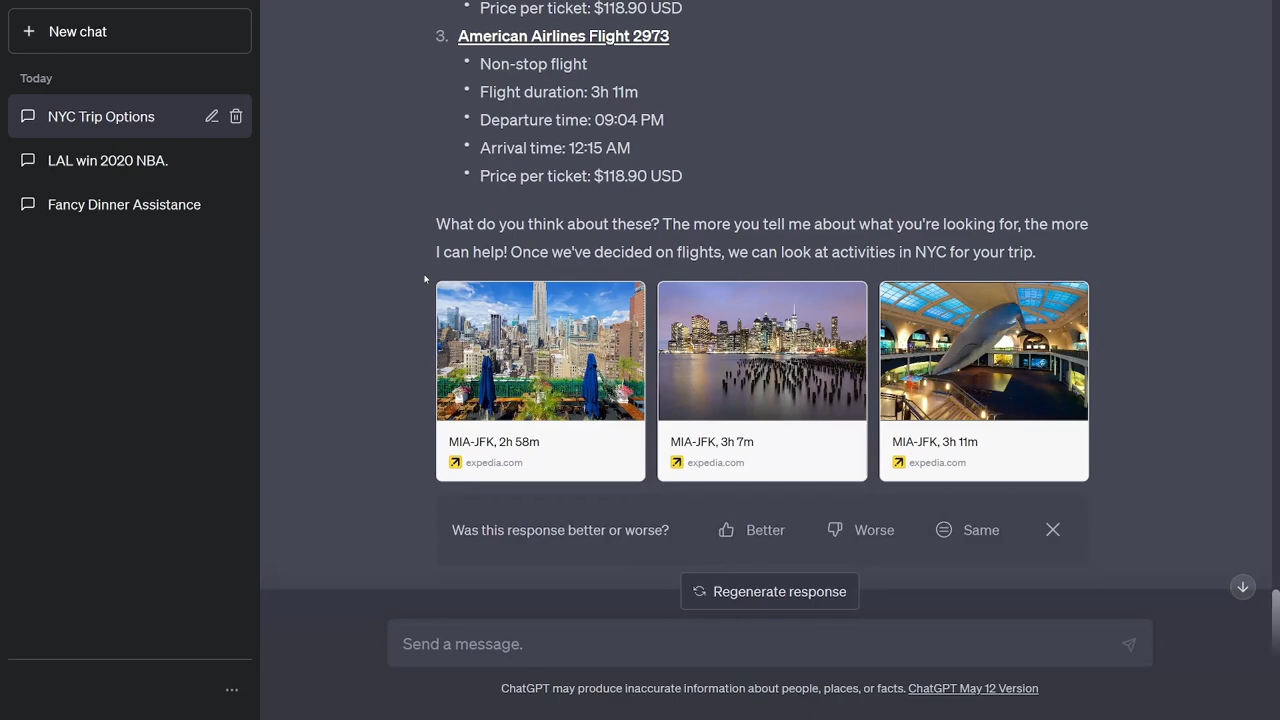 New chat
Today
NYC Trip Options
LAL win 2020 NBA.
Fancy Dinner Assistance
...
• Price per ticket: $118.90 USD
3. American Airlines Flight 2973
• Non-stop flight
• Flight duration: 3h 11m
• Departure time: 09:04 PM
• Arrival time: 12:15 AM
• Price per ticket: $118.90 USD
What do you think about these? The more you tell me about what you're looking for, the more
I can help! Once we've decided on flights, we can look at activities in NYC for your trip.
MIA-JFK, 2h 58m
expedia.com
MIA-JFK, 3h 7m
expedia.com
MIA-JFK, 3h 11m
expedia.com
Was this response better or worse? Better Worse Same
Regenerate response
Send a message.
ChatGPT may produce inaccurate information about people, places, or facts. ChatGPT May 12 Version